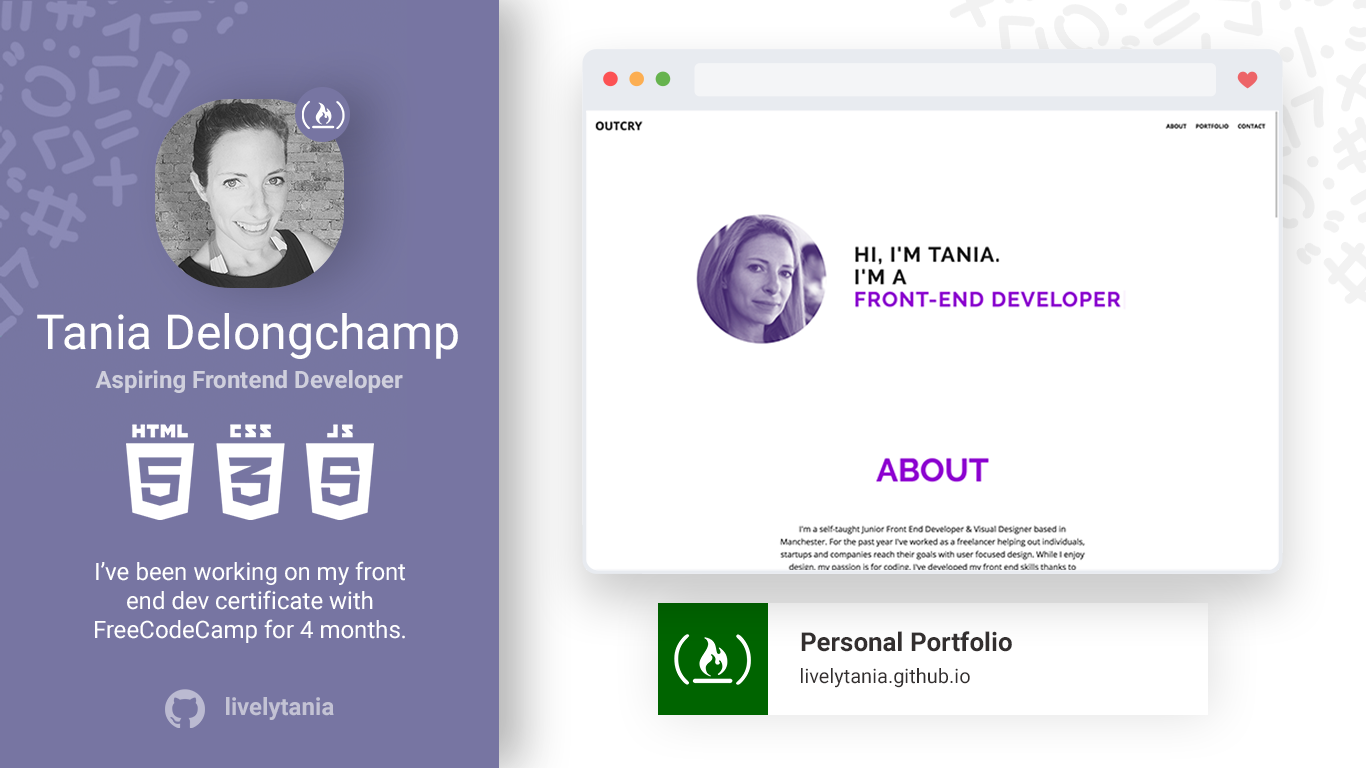 Tania Delongchamp
Aspiring Frontend Developer
HTML CSS JS
5 3 5
I’ve been working on my front
end dev certificate with
FreeCodeCamp for 4 months.
livelytania
OUTCRY
ABOUT PORTFOLIO CONTACT
HI, I'M TANIA.
I'M A
FRONT-END DEVELOPER
ABOUT
I'm a self-taught Junior Front End Developer & Visual Designer based in
Manchester. For the past year I've worked as a freelancer helping out individuals,
startups and companies reach their goals with user focused design. While I enjoy
design, my passion is for coding. I've developed my front end skills thanks to
Personal Portfolio
livelytania.github.io